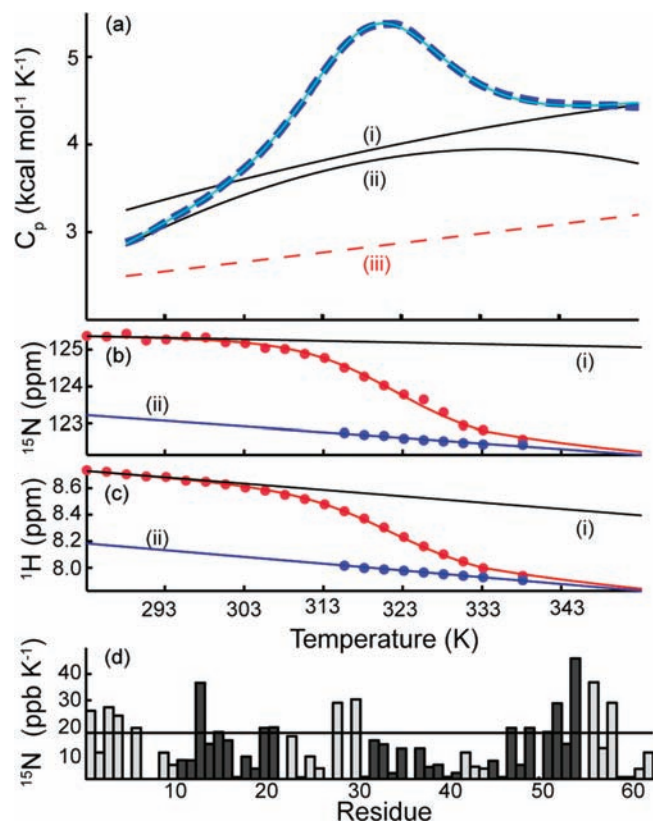 (a)
5
4
3
C_p (kcal mol⁻¹ K⁻¹)
(i)
(ii)
(iii)
(b)
125
124
123
¹⁵N (ppm)
(i)
(ii)
(c)
8.6
8.4
8.2
8.0
¹H (ppm)
(i)
(ii)
293 303 313 323 333 343
Temperature (K)
(d)
40
30
20
10
¹⁵N (ppb K⁻¹)
10 20 30 40 50 60
Residue